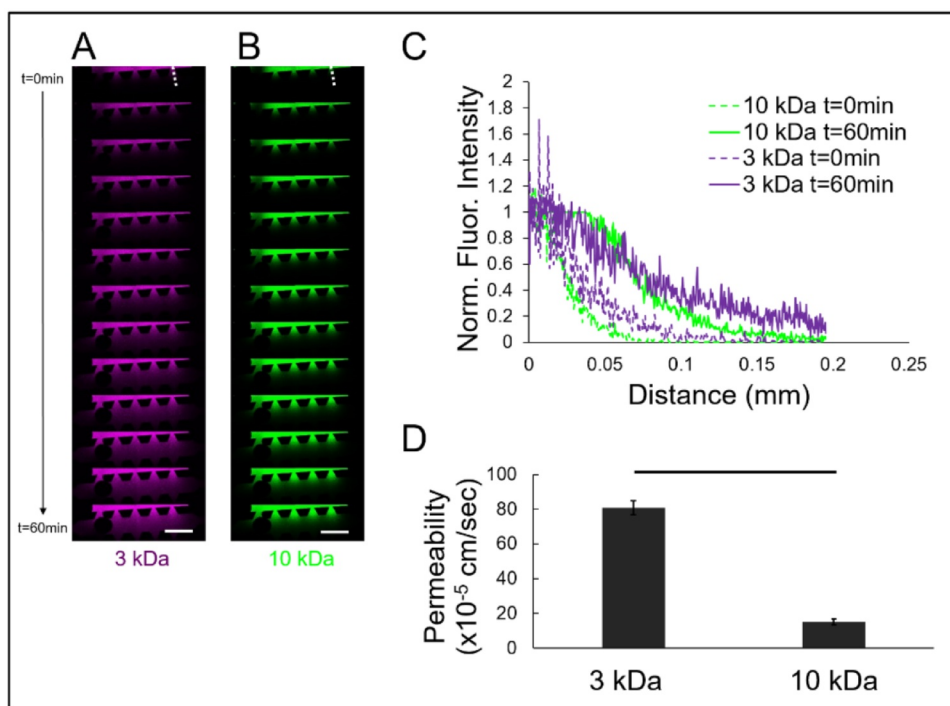 A
B
C
D
t=0min
t=60min
3 kDa
10 kDa
Norm. Fluor. Intensity
2
1.8
1.6
1.4
1.2
1
0.8
0.6
0.4
0.2
0
0
0.05
0.1
0.15
0.2
0.25
Distance (mm)
10 kDa t=0min
10 kDa t=60min
3 kDa t=0min
3 kDa t=60min
Permeability
(x10⁻⁵ cm/sec)
100
80
60
40
20
0
3 kDa
10 kDa